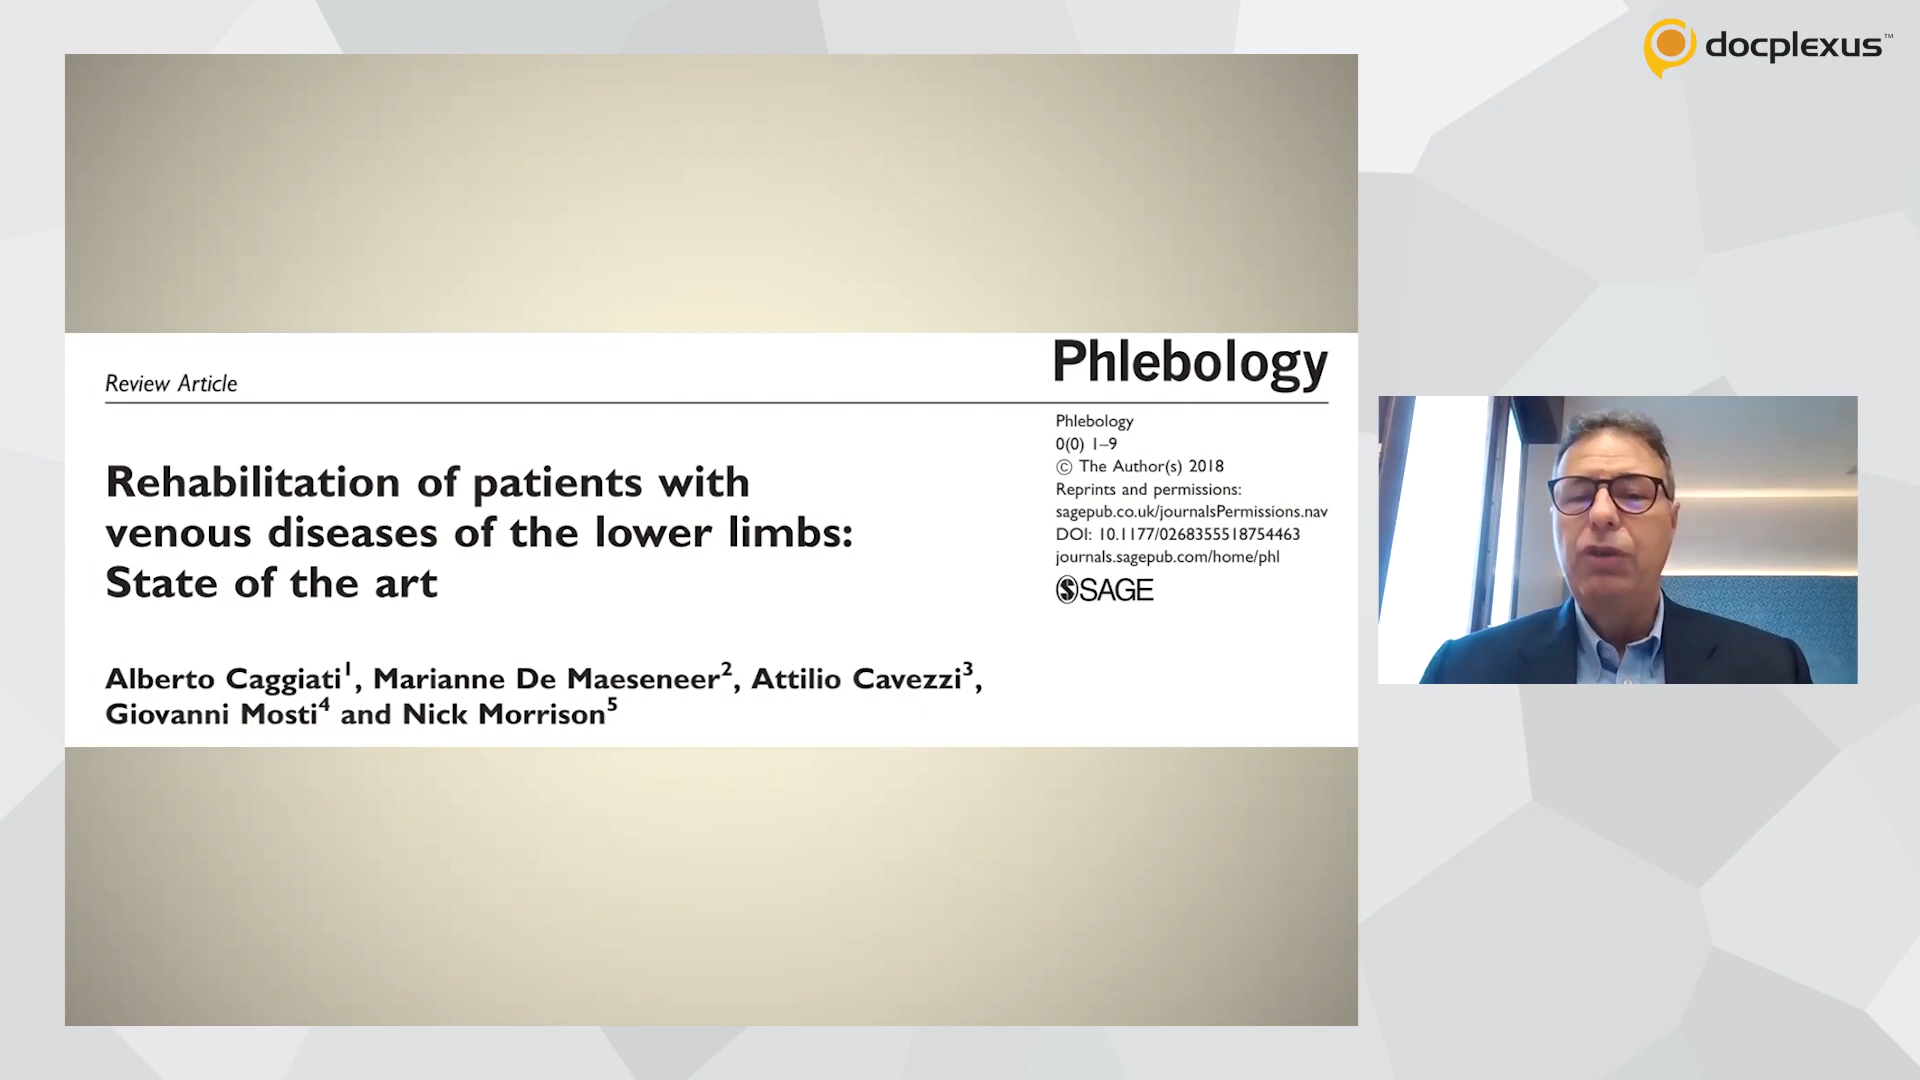 docplexus™
Review Article
Phlebology
Phlebology
0(0) 1–9
© The Author(s) 2018
Reprints and permissions:
sagepub.co.uk/journalsPermissions.nav
DOI: 10.1177/0268355518754463
journals.sagepub.com/home/phl
SAGE
Rehabilitation of patients with
venous diseases of the lower limbs:
State of the art
Alberto Caggiati1, Marianne De Maeseneer2, Attilio Cavezzi3,
Giovanni Mosti4 and Nick Morrison5